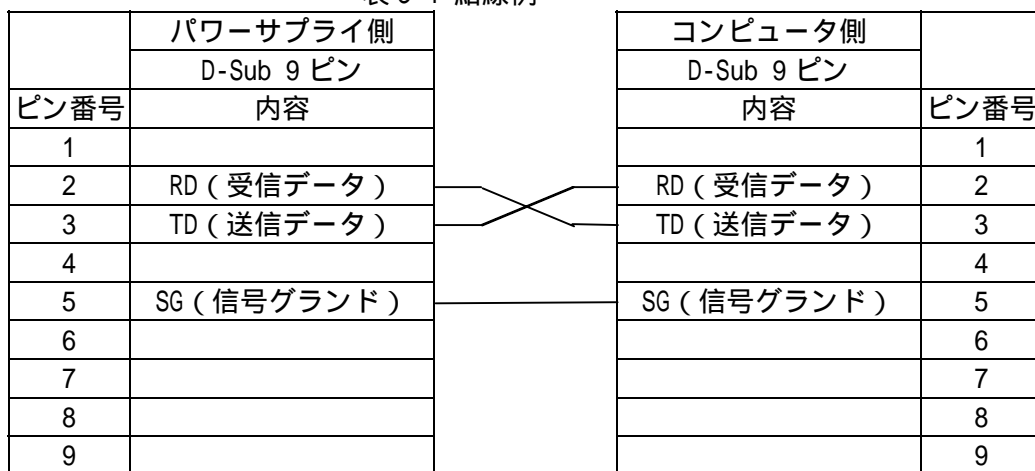 パワーサプライ側 コンピュータ側
D-Sub 9 ピン D-Sub 9 ピン
ピン番号 内容 内容 ピン番号
1 1
2 RD(受信データ) RD(受信データ) 2
3 TD(送信データ) TD(送信データ) 3
4 4
5 SG(信号グランド) SG(信号グランド) 5
6 6
7 7
8 8
9 9